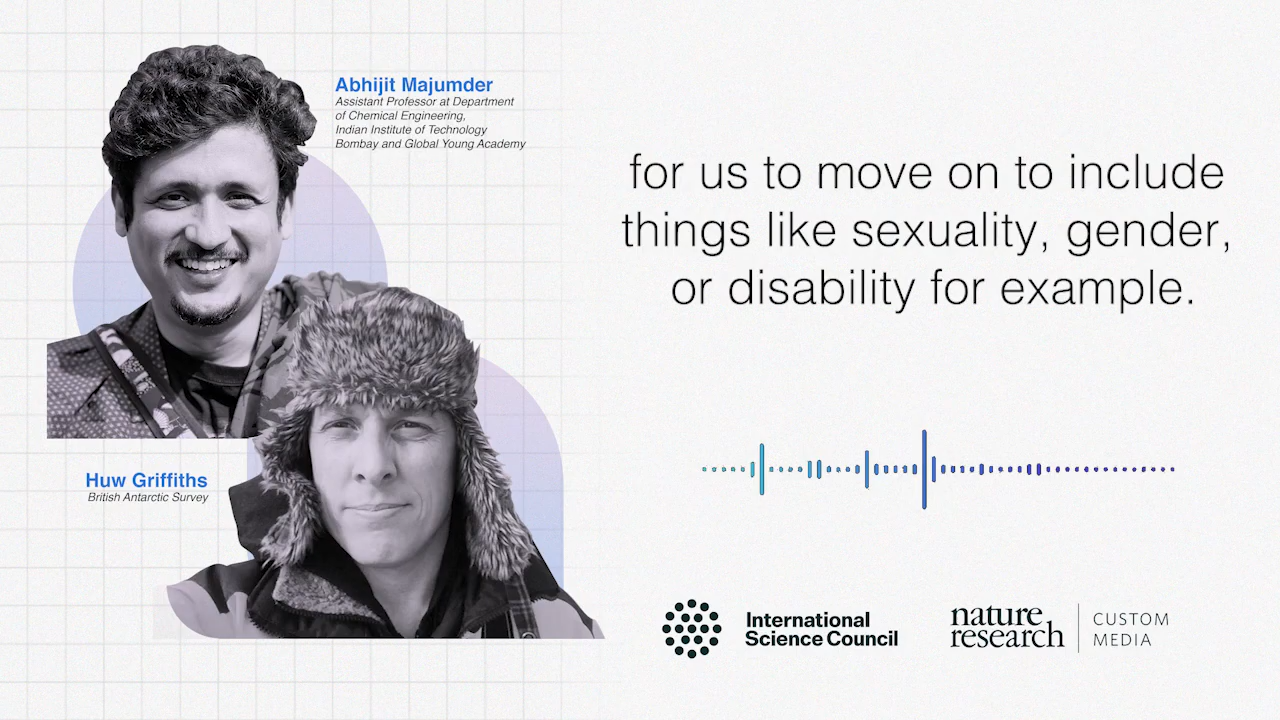 Abhijit Majumder
Assistant Professor at Department
of Chemical Engineering,
Indian Institute of Technology
Bombay and Global Young Academy
for us to move on to include
things like sexuality, gender,
or disability for example.
Huw Griffiths
British Antarctic Survey
International
Science Council
nature
research
CUSTOM
MEDIA